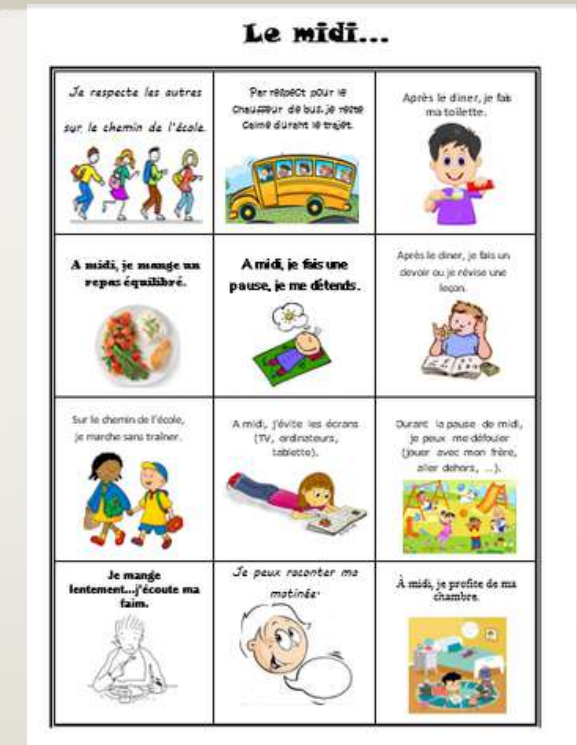 Le midi...
Je respecte les autres
sur le chemin de l'école.
Par respect pour le
Chauffeur de bus, je reste
Calme durant le trajet.
Après le diner, je fais
ma toilette.
A midi, je mange un
repas équilibré.
A midi, je fais une
pause, je me détends.
Après le diner, je fais un
devoir ou je révise une
leçon.
Sur le chemin de l'école,
je marche sans traîner.
A midi, j'évite les écrans
(TV, ordinateurs,
tablette).
Durant la pause de midi,
je peux me défouler
(jouer avec mon frère,
aller dehors, ...).
Je mange
lentement...j'écoute ma
faim.
Je peux raconter ma
matinée.
À midi, je profite de ma
chambre.